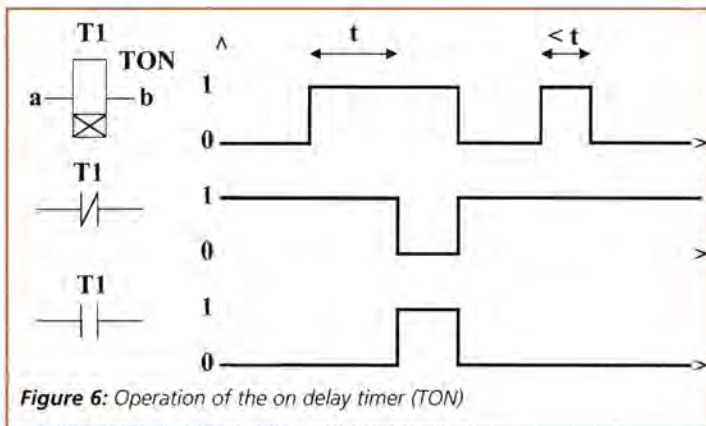 T1
t
< t
^
TON
1
a
b
0
>
T1
1
0
>
T1
1
0
>
Figure 6: Operation of the on delay timer (TON)